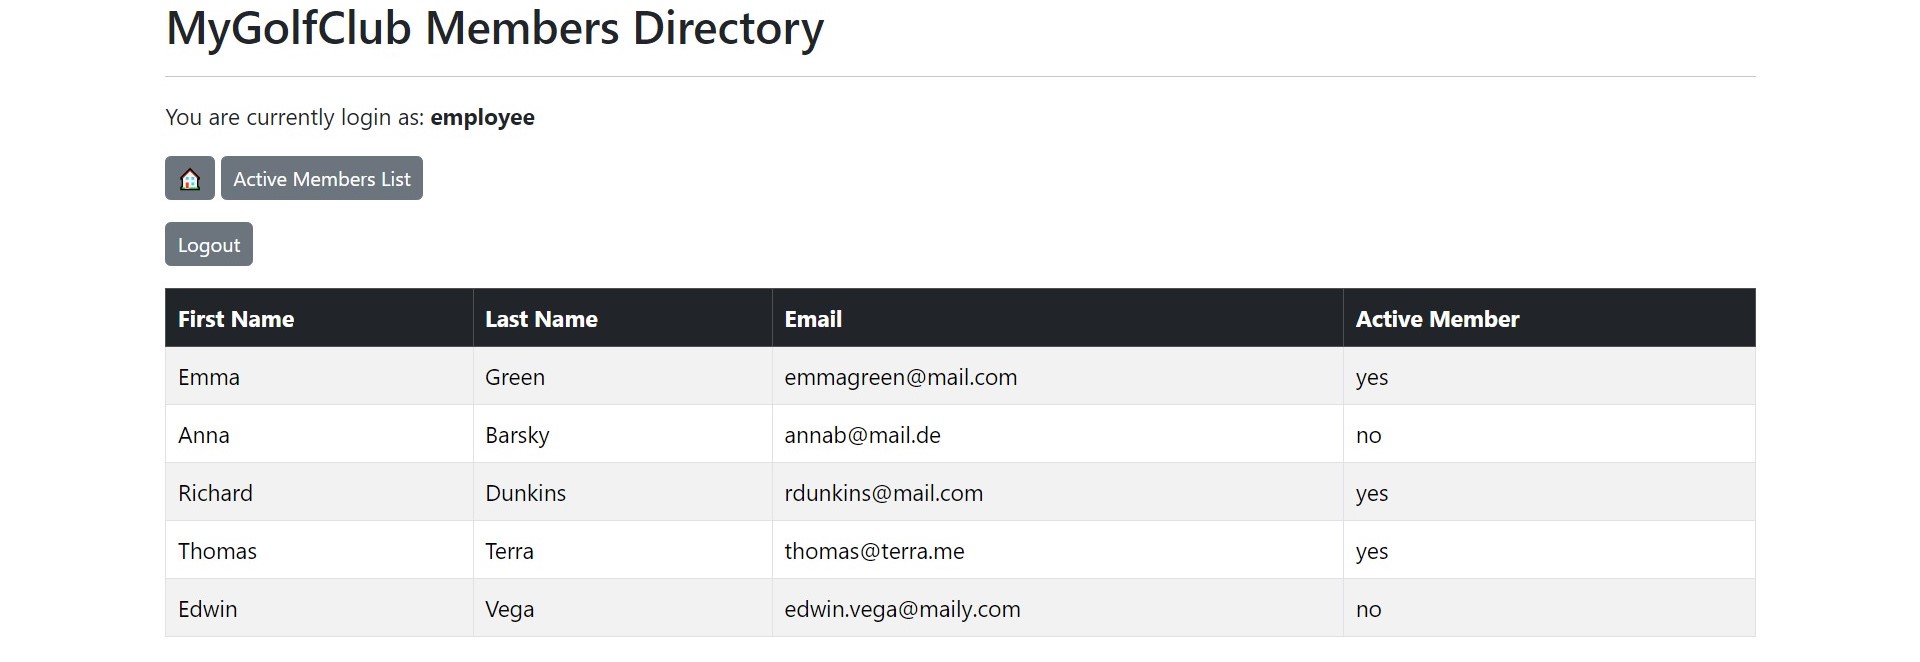 MyGolfClub Members Directory
You are currently login as: employee
Active Members List
Logout
First Name Last Name Email Active Member
Emma Green emmagreen@mail.com yes
Anna Barsky annab@mail.de no
Richard Dunkins rdunkins@mail.com yes
Thomas Terra thomas@terra.me yes
Edwin Vega edwin.vega@maily.com no